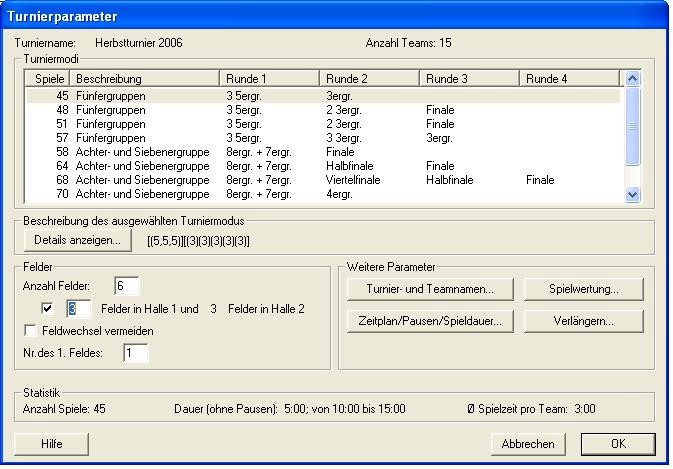 Turnierparameter
Turniername: Herbstturnier 2006 Anzahl Teams: 15
Turniermodi
Spiele Beschreibung Runde 1 Runde 2 Runde 3 Runde 4
45 Fünfergruppen 3 5ergr. 3ergr.
48 Fünfergruppen 3 5ergr. 2 3ergr. Finale
51 Fünfergruppen 3 5ergr. 2 3ergr. Finale
57 Fünfergruppen 3 5ergr. 3 3ergr. 3ergr.
58 Achter- und Siebenergruppe 8ergr. + 7ergr. Finale
64 Achter- und Siebenergruppe 8ergr. + 7ergr. Halbfinale Finale
68 Achter- und Siebenergruppe 8ergr. + 7ergr. Viertelfinale Halbfinale Finale
70 Achter- und Siebenergruppe 8ergr. + 7ergr. 4ergr.
Beschreibung des ausgewählten Turniermodus
Details anzeigen... [(5,5,5)][(3)(3)(3)(3)(3)]
Felder
Anzahl Felder: 6
3 Felder in Halle 1 und 3 Felder in Halle 2
Feldwechsel vermeiden
Nr.des 1. Feldes: 1
Weitere Parameter
Turnier- und Teamnamen... Spielwertung...
Zeitplan/Pausen/Spieldauer... Verlängern...
Statistik
Anzahl Spiele: 45 Dauer (ohne Pausen): 5:00; von 10:00 bis 15:00 Ø Spielzeit pro Team: 3:00
Hilfe Abbrechen OK